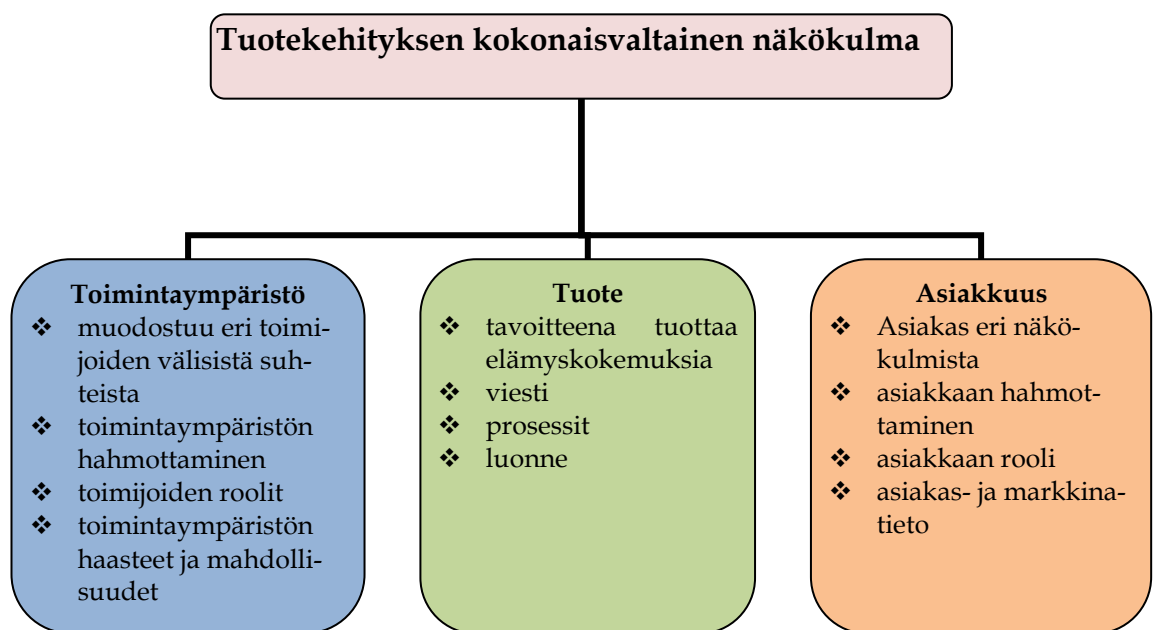 Tuotekehityksen kokonaisvaltainen näkökulma
Toimintaympäristö
❖ muodostuu eri toimi-
joiden välisistä suh-
teista
❖ toimintaympäristön
hahmottaminen
❖ toimijoiden roolit
❖ toimintaympäristön
haasteet ja mahdolli-
suudet
Tuote
❖ tavoitteena tuottaa
elämyskokemuksia
❖ viesti
❖ prosessit
❖ luonne
Asiakkuus
❖ Asiakas eri näkö-
kulmista
❖ asiakkaan hahmot-
taminen
❖ asiakkaan rooli
❖ asiakas- ja markkina-
tieto